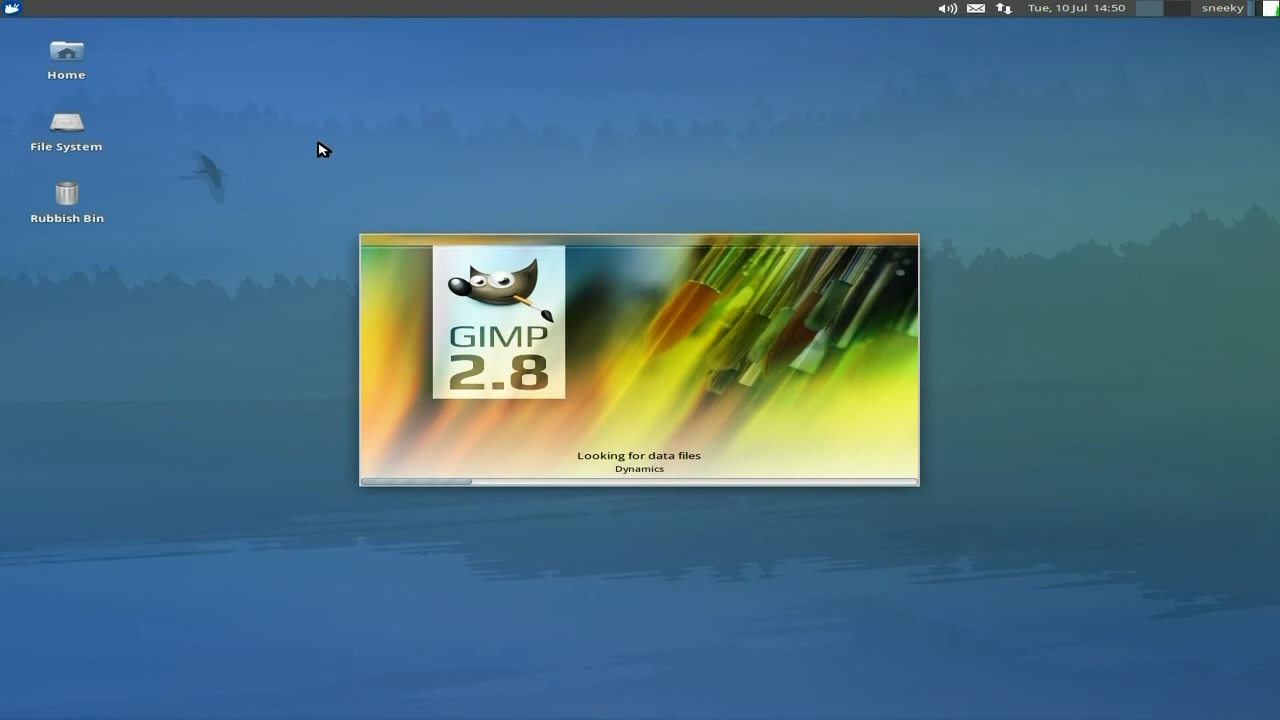 Tue, 10 Jul 14:50
sneeky
Home
File System
Rubbish Bin
GIMP
2.8
Looking for data files
Dynamics